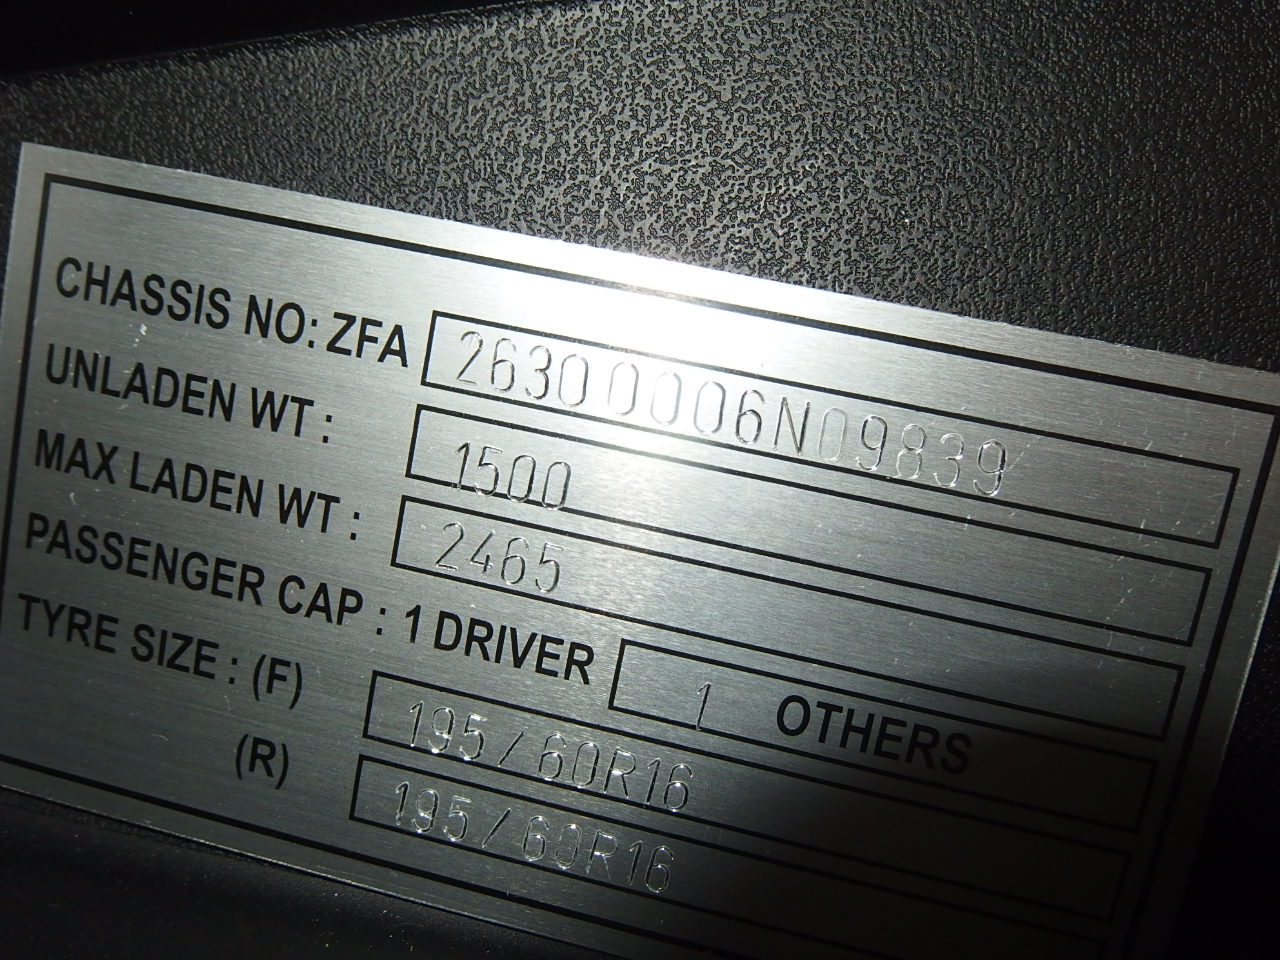 CHASSIS NO: ZFA 2630 0006N09839
UNLADEN WT : 1500
MAX LADEN WT : 2465
PASSENGER CAP : 1 DRIVER 1 OTHERS
TYRE SIZE : (F) 195/60R16
(R) 195/60R16